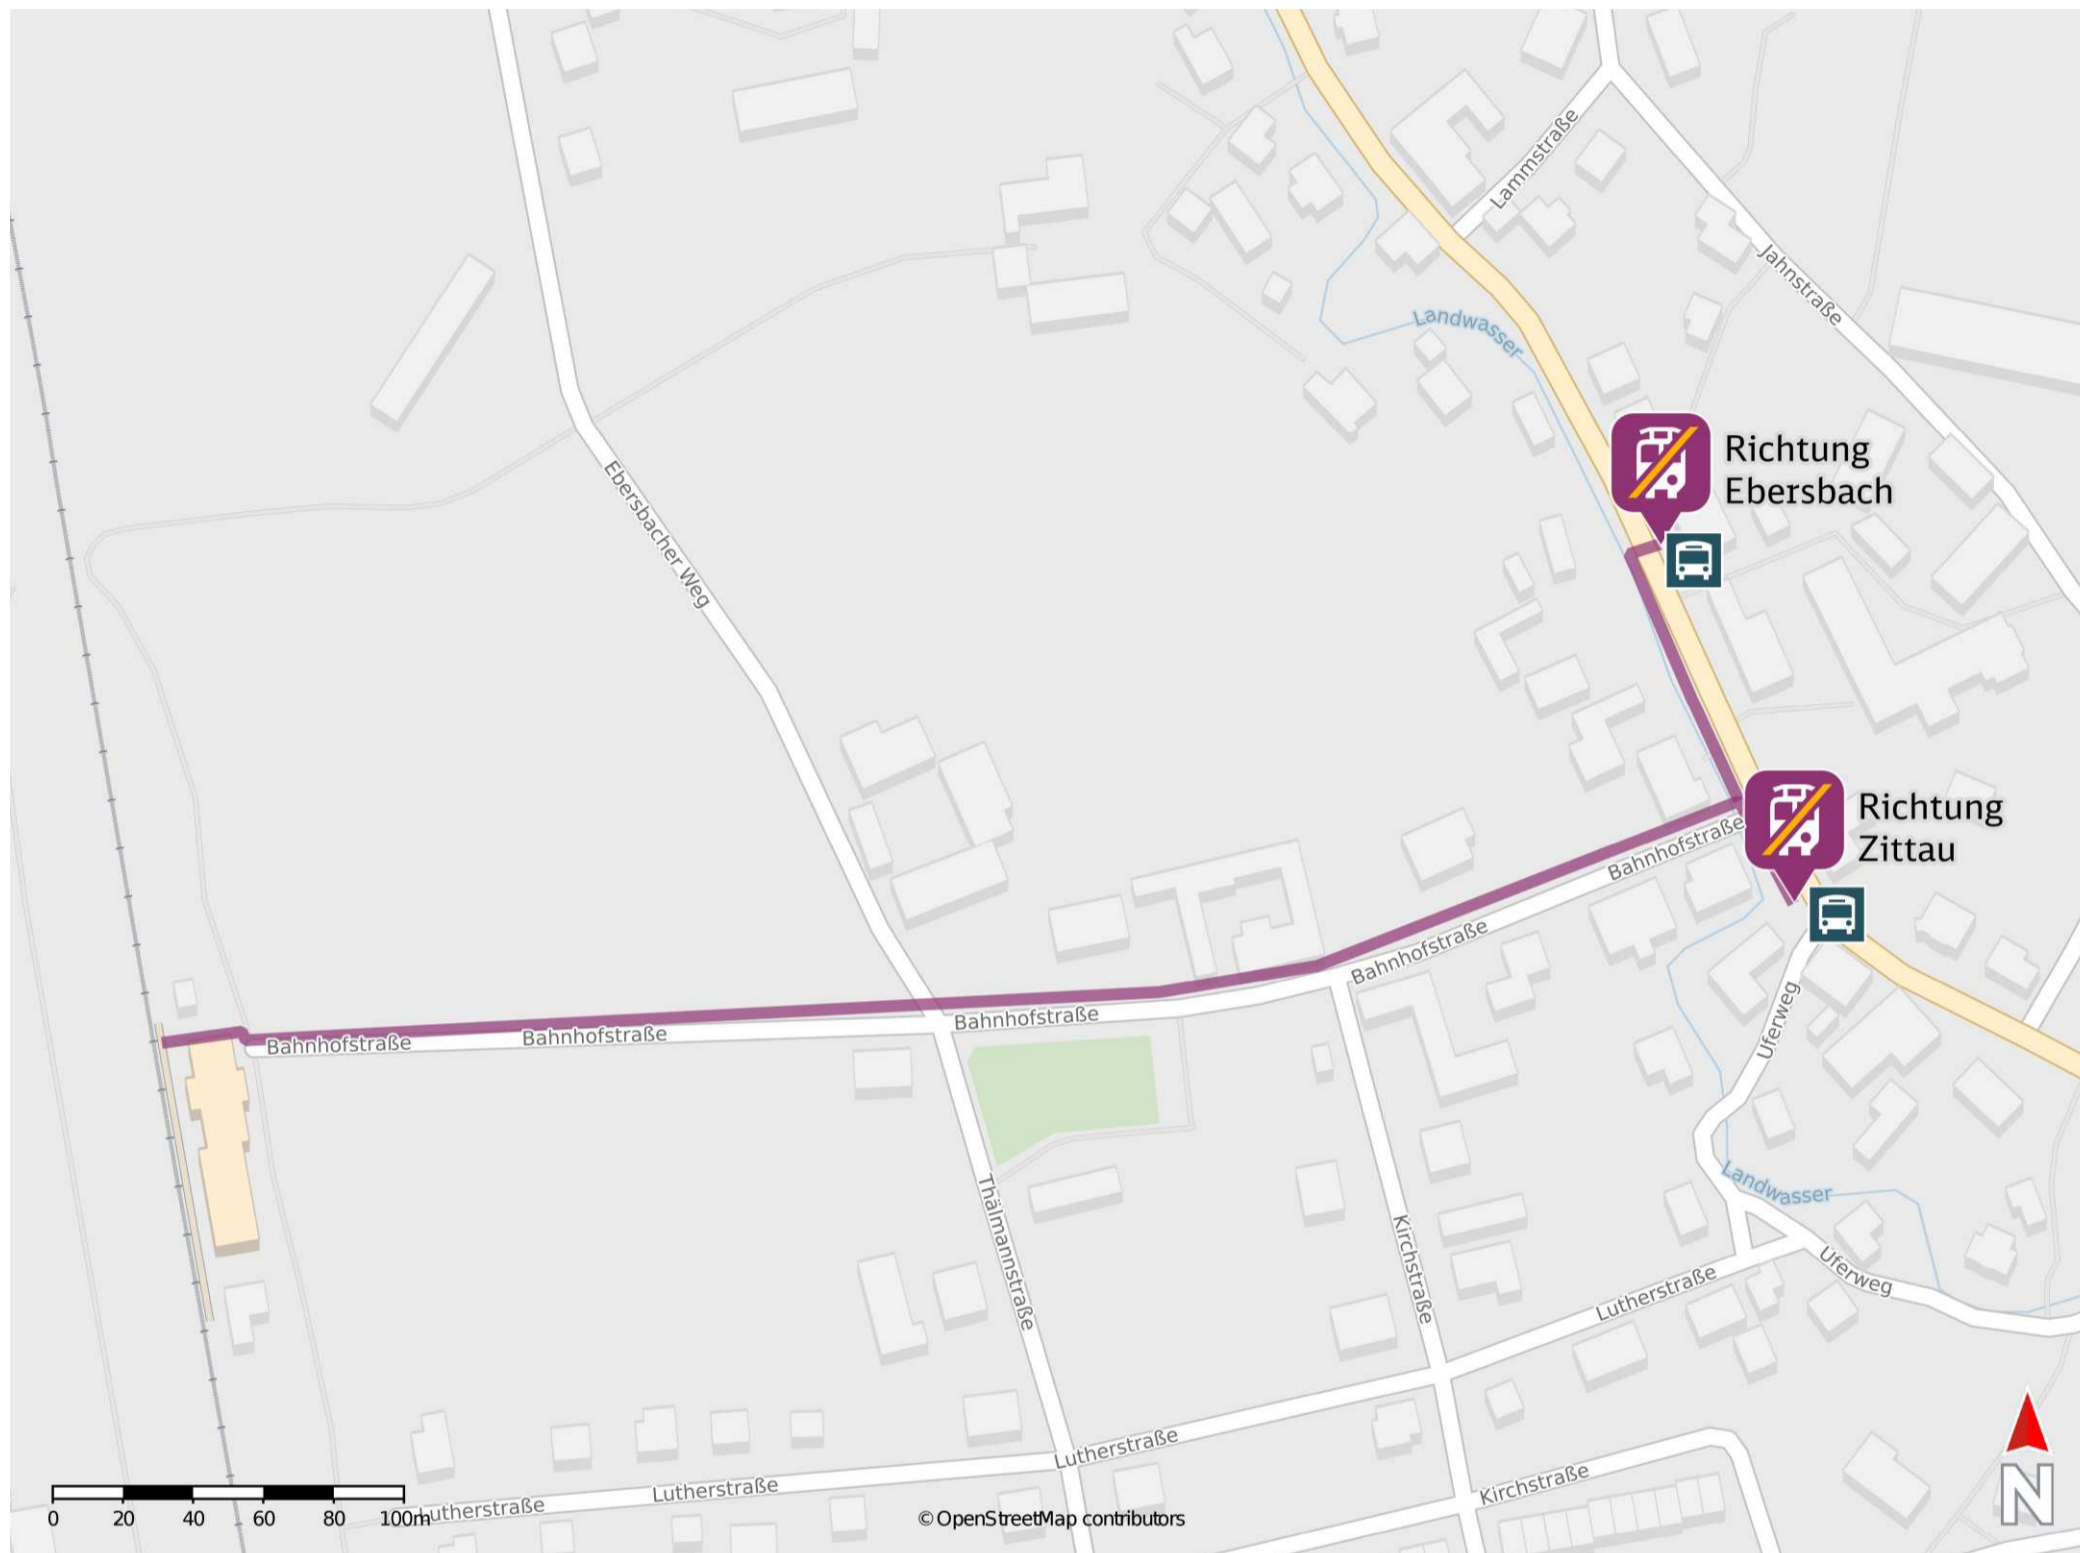 Lammstraße
Jahnstraße
Landwasser
Richtung
Ebersbach
Ebersbacher Weg
Richtung
Zittau
Bahnhofstraße
Bahnhofstraße
Bahnhofstraße
Bahnhofstraße
Bahnhofstraße
Uferweg
Landwasser
Thälmannstraße
Kirchstraße
Uferweg
Lutherstraße
Lutherstraße
Lutherstraße
Lutherstraße
Kirchstraße
N
0 20 40 60 80 100m
© OpenStreetMap contributors